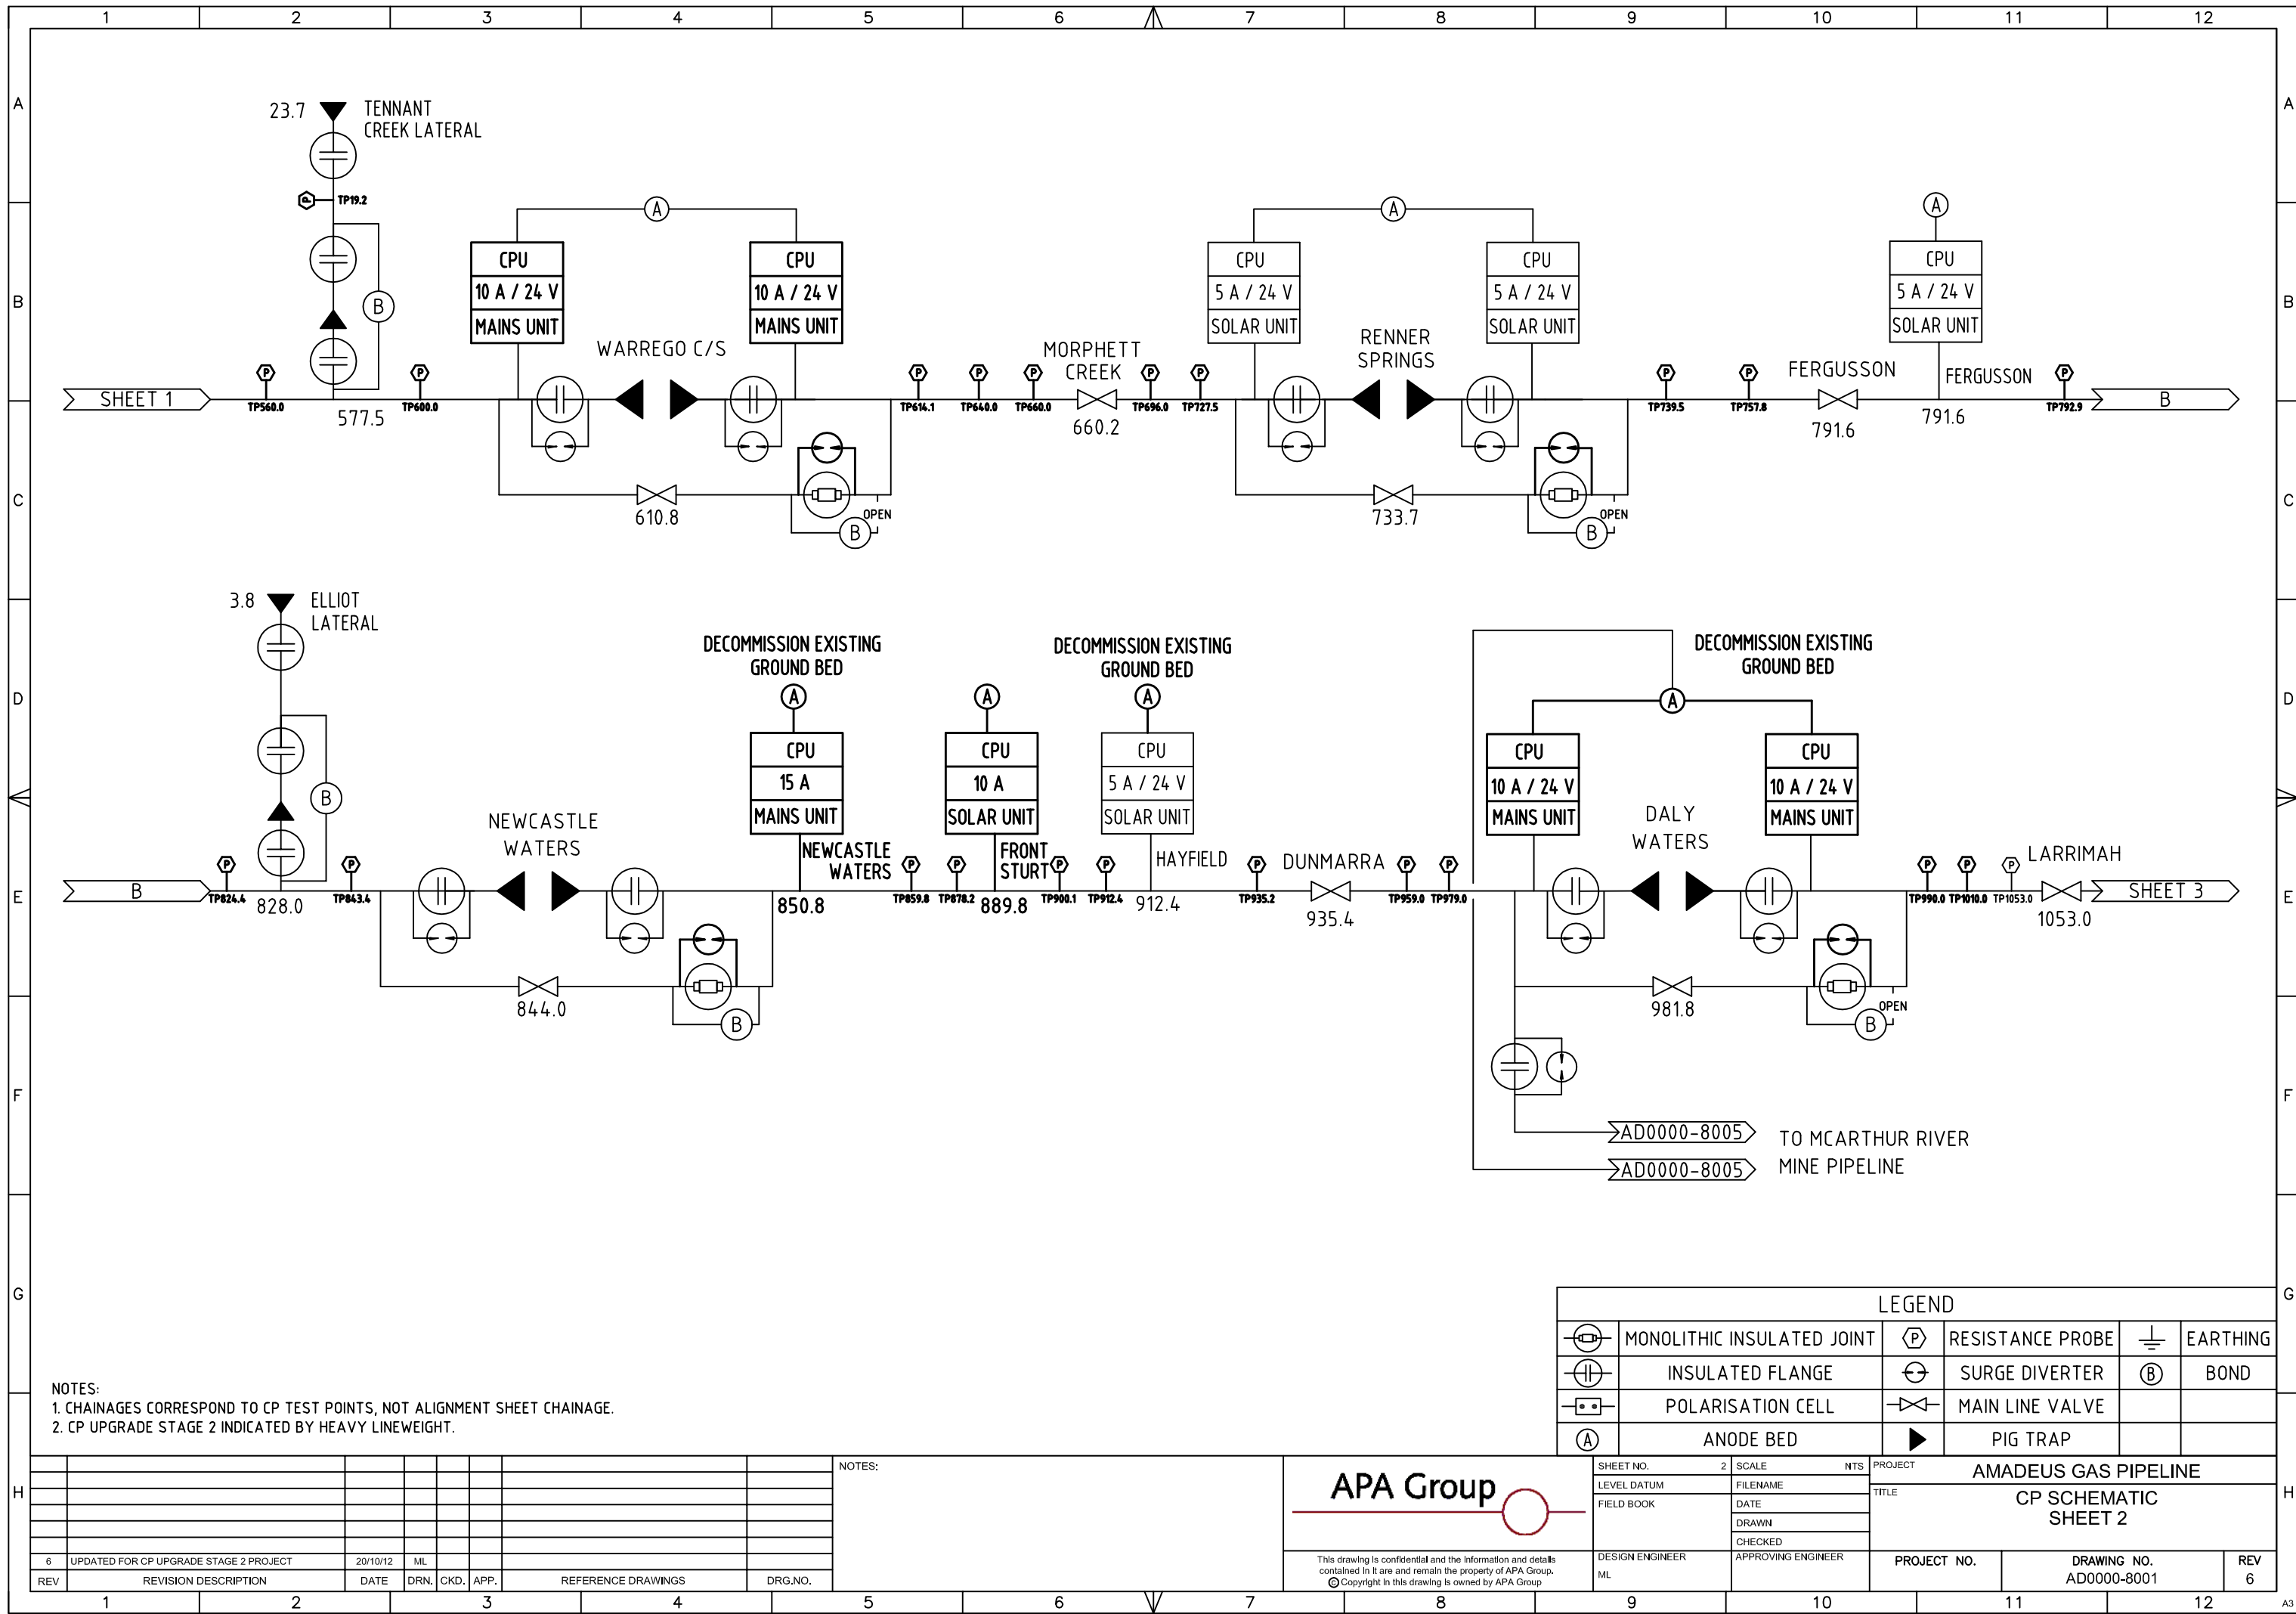 1 2 3 4 5 6 7 8 9 10 11 12
A A
B B
C C
D D
E E
F F
G G
H H
23.7
TENNANT
CREEK LATERAL
P
TP19.2
B
SHEET 1
P
TP560.0
577.5
P
TP600.0
A
CPU
10 A / 24 V
MAINS UNIT
CPU
10 A / 24 V
MAINS UNIT
WARREGO C/S
610.8
B
OPEN
P
TP614.1
P
TP640.0
P
TP660.0
MORPHETT
CREEK
660.2
P
TP696.0
P
TP727.5
A
CPU
5 A / 24 V
SOLAR UNIT
CPU
5 A / 24 V
SOLAR UNIT
RENNER
SPRINGS
733.7
B
OPEN
P
TP739.5
P
TP757.8
FERGUSSON
791.6
A
CPU
5 A / 24 V
SOLAR UNIT
FERGUSSON
791.6
P
TP792.9
B
3.8
ELLIOT
LATERAL
B
B
P
TP824.4
828.0
P
TP843.4
NEWCASTLE
WATERS
844.0
B
DECOMMISSION EXISTING
GROUND BED
A
CPU
15 A
MAINS UNIT
NEWCASTLE
WATERS
850.8
P
TP859.8
P
TP878.2
A
CPU
10 A
SOLAR UNIT
FRONT
STURT
889.8
P
TP900.1
P
TP912.4
DECOMMISSION EXISTING
GROUND BED
A
CPU
5 A / 24 V
SOLAR UNIT
HAYFIELD
912.4
P
TP935.2
DUNMARRA
935.4
P
TP959.0
P
TP979.0
DECOMMISSION EXISTING
GROUND BED
A
CPU
10 A / 24 V
MAINS UNIT
CPU
10 A / 24 V
MAINS UNIT
DALY
WATERS
981.8
B
OPEN
P
TP990.0
P
TP1010.0
P
TP1053.0
LARRIMAH
1053.0
SHEET 3
AD0000-8005
AD0000-8005
TO MCARTHUR RIVER
MINE PIPELINE
LEGEND
MONOLITHIC INSULATED JOINT P RESISTANCE PROBE EARTHING
INSULATED FLANGE SURGE DIVERTER B BOND
POLARISATION CELL MAIN LINE VALVE
A ANODE BED PIG TRAP
NOTES:
1. CHAINAGES CORRESPOND TO CP TEST POINTS, NOT ALIGNMENT SHEET CHAINAGE.
2. CP UPGRADE STAGE 2 INDICATED BY HEAVY LINEWEIGHT.
6 UPDATED FOR CP UPGRADE STAGE 2 PROJECT 20/10/12 ML
REV REVISION DESCRIPTION DATE DRN. CKD. APP. REFERENCE DRAWINGS DRG.NO.
NOTES:
APA Group
This drawing is confidential and the information and details
contained in it are and remain the property of APA Group.
© Copyright in this drawing is owned by APA Group
SHEET NO. 2 SCALE NTS
LEVEL DATUM FILENAME
FIELD BOOK DATE
DRAWN
CHECKED
DESIGN ENGINEER APPROVING ENGINEER
ML
PROJECT AMADEUS GAS PIPELINE
TITLE CP SCHEMATIC
SHEET 2
PROJECT NO. DRAWING NO. REV
AD0000-8001 6
1 2 3 4 5 6 7 8 9 10 11 12 A3